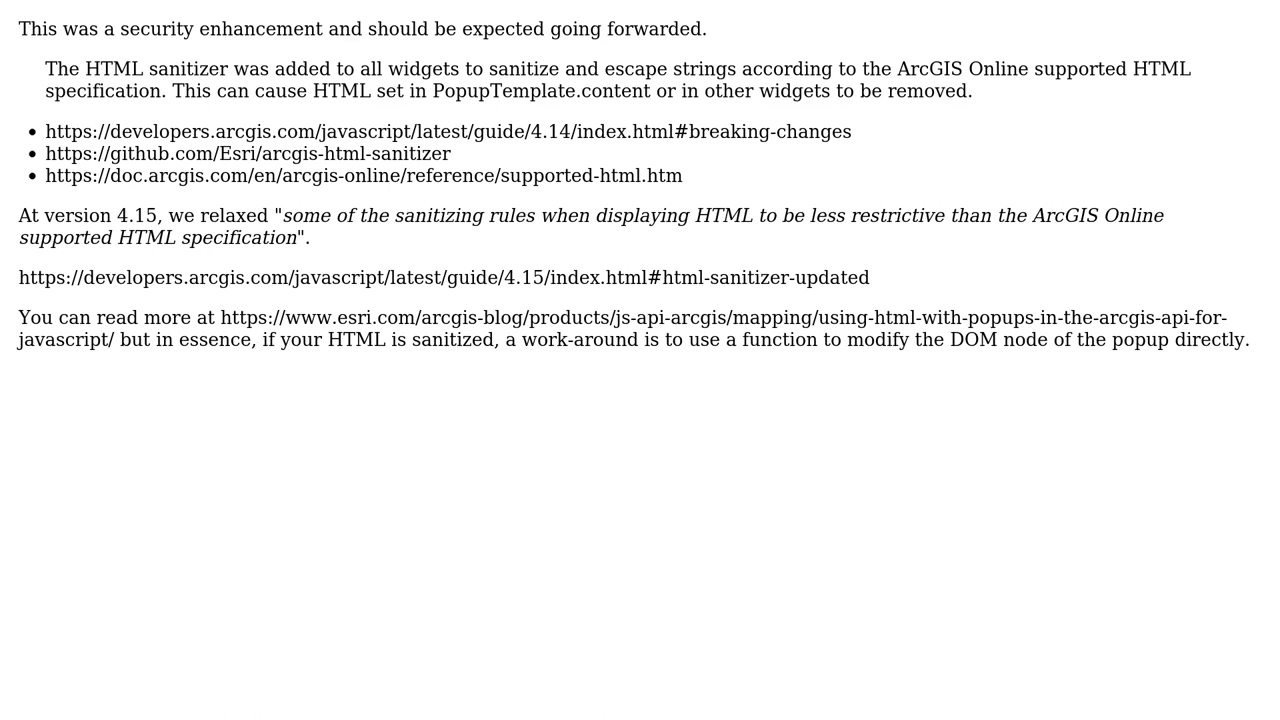 This was a security enhancement and should be expected going forwarded.
The HTML sanitizer was added to all widgets to sanitize and escape strings according to the ArcGIS Online supported HTML
specification. This can cause HTML set in PopupTemplate.content or in other widgets to be removed.
• https://developers.arcgis.com/javascript/latest/guide/4.14/index.html#breaking-changes
• https://github.com/Esri/arcgis-html-sanitizer
• https://doc.arcgis.com/en/arcgis-online/reference/supported-html.htm
At version 4.15, we relaxed "some of the sanitizing rules when displaying HTML to be less restrictive than the ArcGIS Online
supported HTML specification".
https://developers.arcgis.com/javascript/latest/guide/4.15/index.html#html-sanitizer-updated
You can read more at https://www.esri.com/arcgis-blog/products/js-api-arcgis/mapping/using-html-with-popups-in-the-arcgis-api-for-
javascript/ but in essence, if your HTML is sanitized, a work-around is to use a function to modify the DOM node of the popup directly.